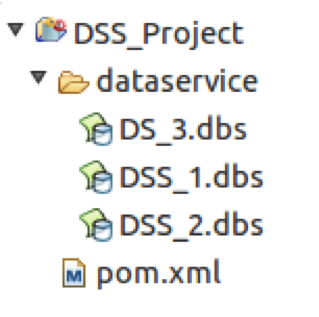 DSS_Project
dataservice
DS_3.dbs
DSS_1.dbs
DSS_2.dbs
pom.xml